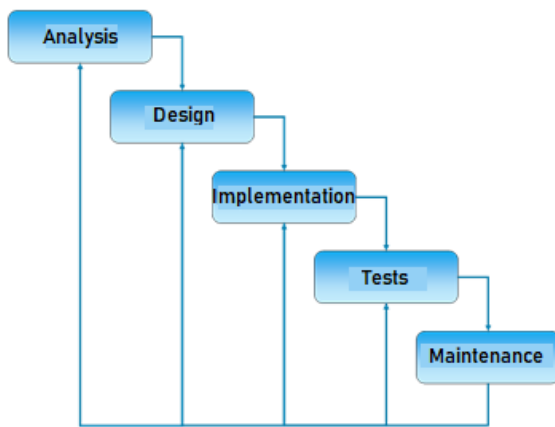 Analysis
Design
Implementation
Tests
Maintenance